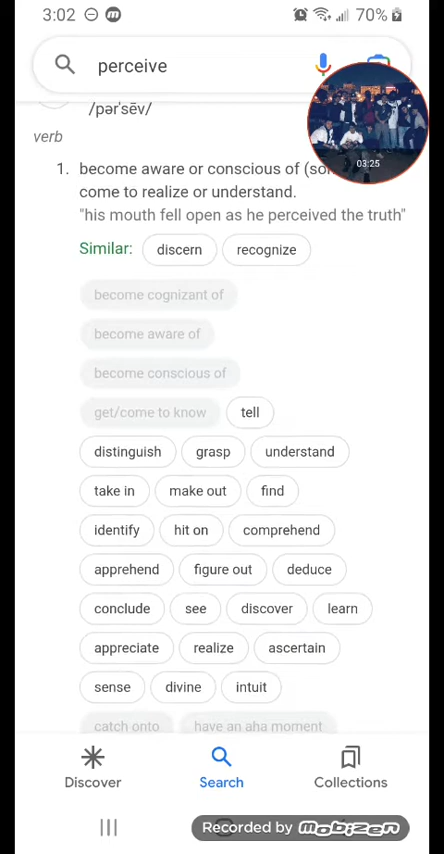 3:02 70%
perceive
/pərˈsēv/
03:25
verb
1. become aware or conscious of (so
come to realize or understand.
"his mouth fell open as he perceived the truth"
Similar: discern recognize
become cognizant of
become aware of
become conscious of
get/come to know tell
distinguish grasp understand
take in make out find
identify hit on comprehend
apprehend figure out deduce
conclude see discover learn
appreciate realize ascertain
sense divine intuit
catch onto have an aha moment
Discover Search Collections
Recorded by Mobizen